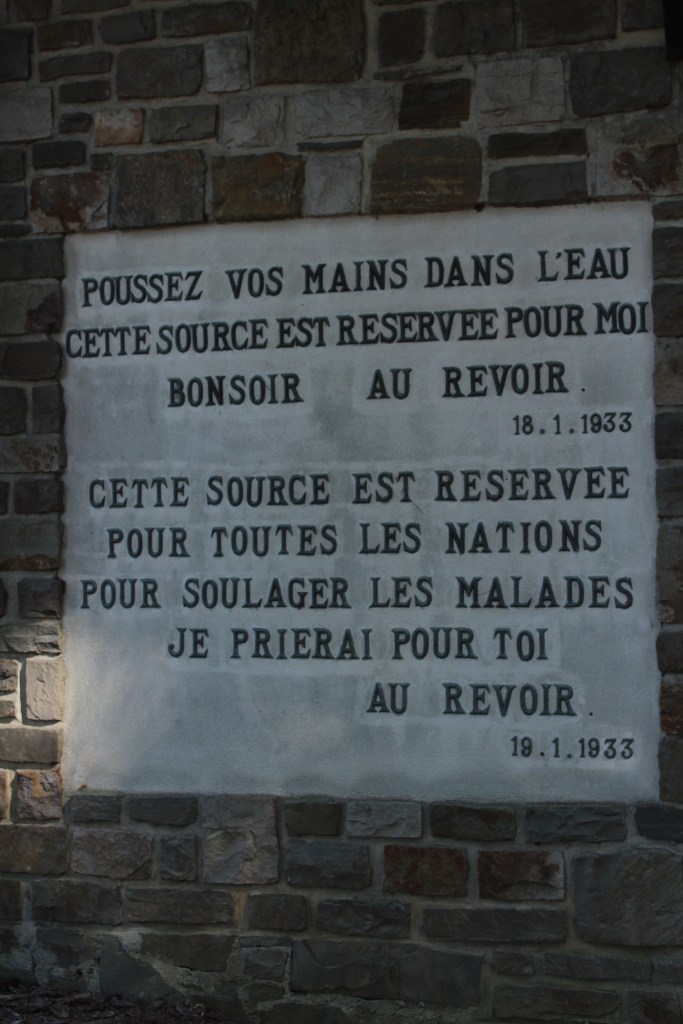 POUSSEZ VOS MAINS DANS L'EAU
CETTE SOURCE EST RESERVEE POUR MOI
BONSOIR AU REVOIR.
18.1.1933
CETTE SOURCE EST RESERVEE
POUR TOUTES LES NATIONS
POUR SOULAGER LES MALADES
JE PRIERAI POUR TOI
AU REVOIR.
19.1.1933